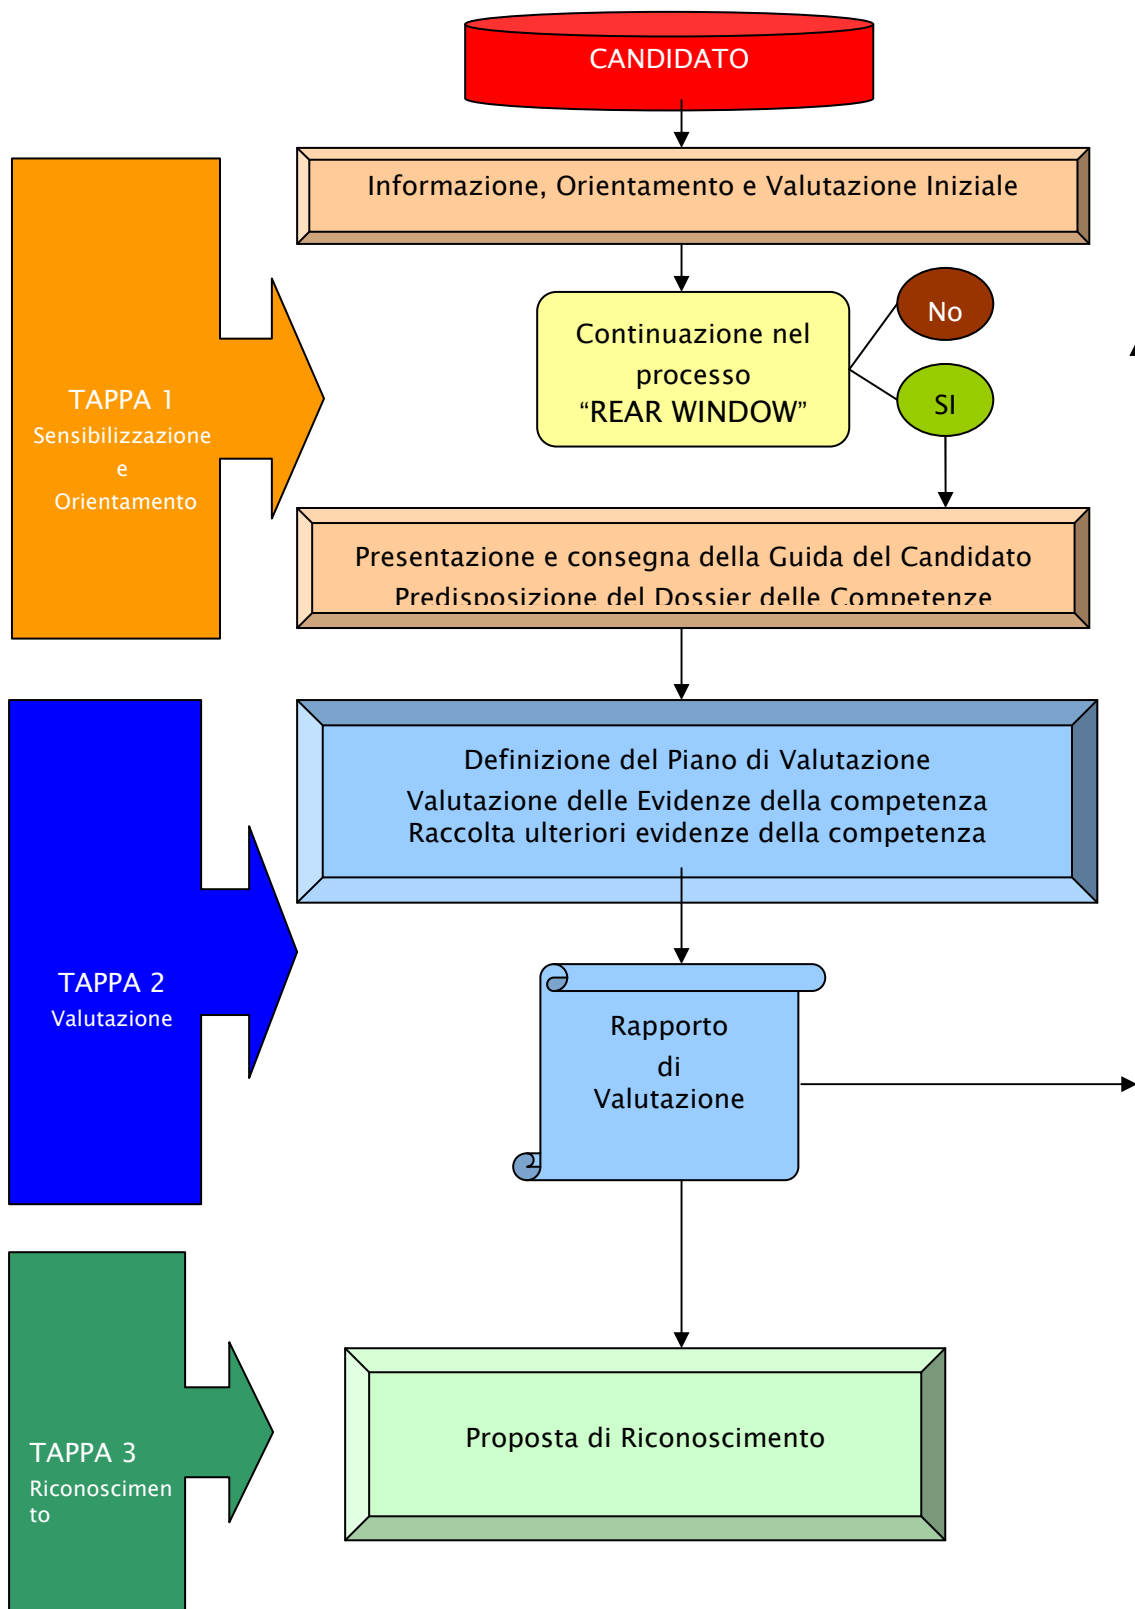 CANDIDATO
Informazione, Orientamento e Valutazione Iniziale
Continuazione nel
processo
“REAR WINDOW”
No
SI
TAPPA 1
Sensibilizzazione
e
Orientamento
Presentazione e consegna della Guida del Candidato
Predisposizione del Dossier delle Competenze
Definizione del Piano di Valutazione
Valutazione delle Evidenze della competenza
Raccolta ulteriori evidenze della competenza
TAPPA 2
Valutazione
Rapporto
di
Valutazione
TAPPA 3
Riconoscimen
to
Proposta di Riconoscimento